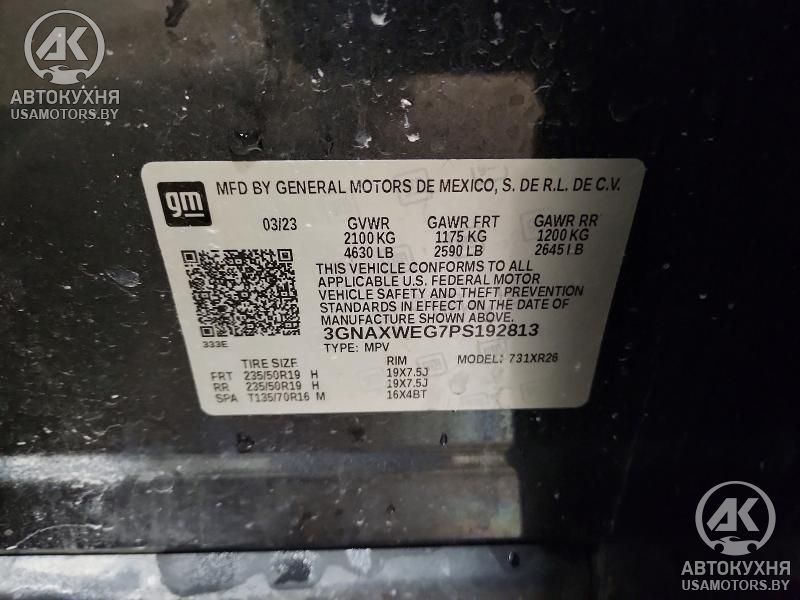 АК
АВТОКУХНЯ
USAMOTORS.BY
gm
MFD BY GENERAL MOTORS DE MEXICO, S. DE R.L. DE C.V.
03/23 GVWR GAWR FRT GAWR RR
2100 KG 1175 KG 1200 KG
4630 LB 2590 LB 2645 LB
THIS VEHICLE CONFORMS TO ALL
APPLICABLE U.S. FEDERAL MOTOR
VEHICLE SAFETY AND THEFT PREVENTION
STANDARDS IN EFFECT ON THE DATE OF
MANUFACTURE SHOWN ABOVE.
333E
3GNAXWEG7PS192813
TYPE: MPV MODEL: 731XR26
TIRE SIZE RIM
FRT 235/50R19 H 19X7.5J
RR 235/50R19 H 19X7.5J
SPA T135/70R16 M 16X4BT
АК
АВТОКУХНЯ
USAMOTORS.BY